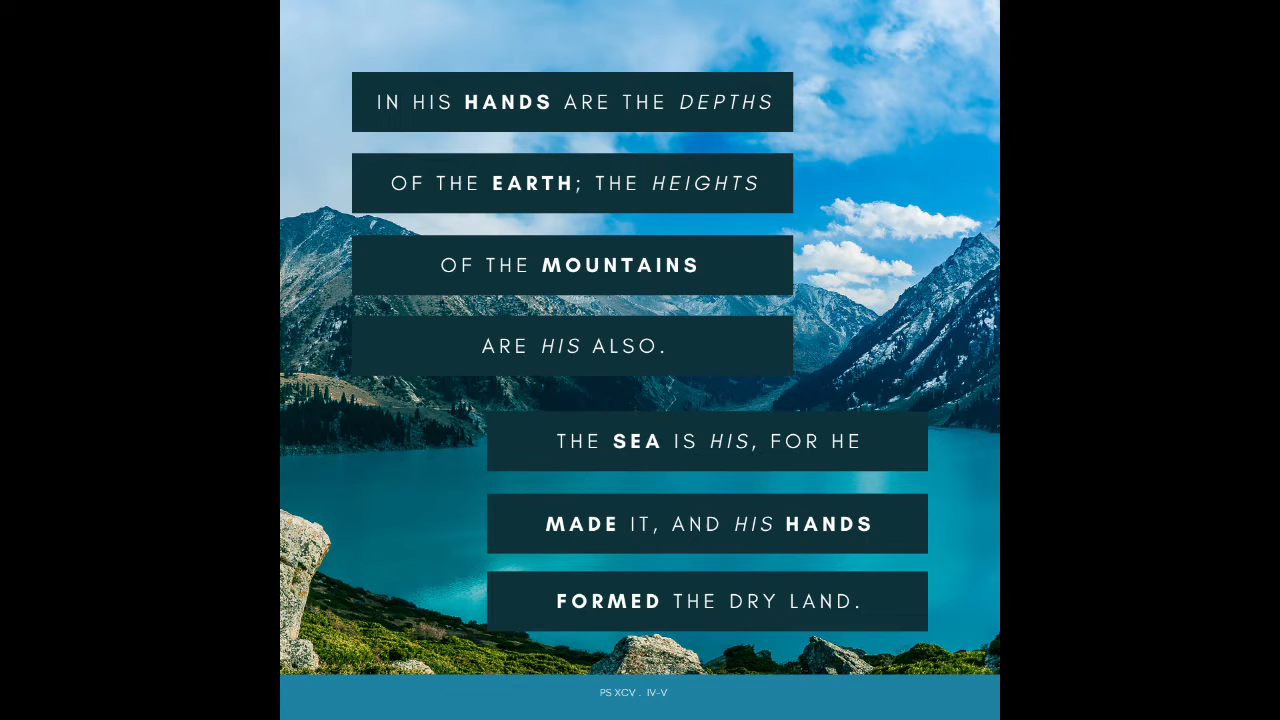 IN HIS HANDS ARE THE DEPTHS
OF THE EARTH; THE HEIGHTS
OF THE MOUNTAINS
ARE HIS ALSO.
THE SEA IS HIS, FOR HE
MADE IT, AND HIS HANDS
FORMED THE DRY LAND.
PS XCV . IV-V